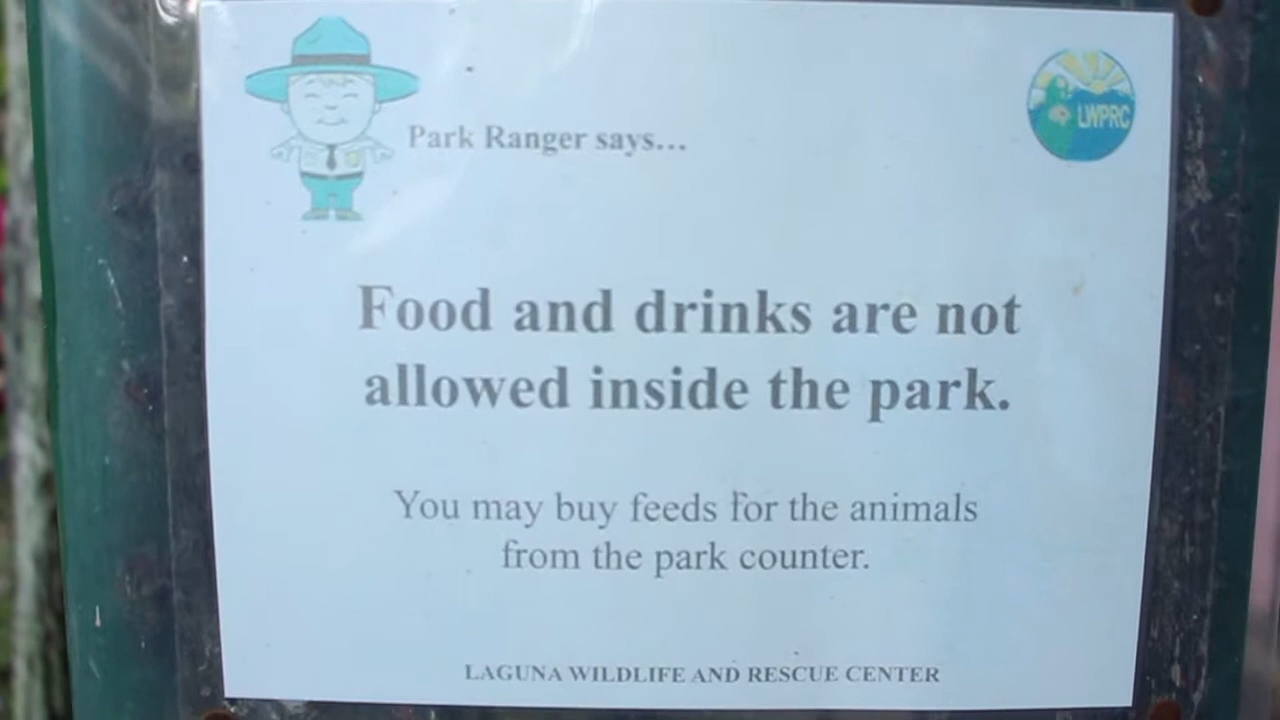 Park Ranger says...
LWPRC
Food and drinks are not
allowed inside the park.
You may buy feeds for the animals
from the park counter.
LAGUNA WILDLIFE AND RESCUE CENTER